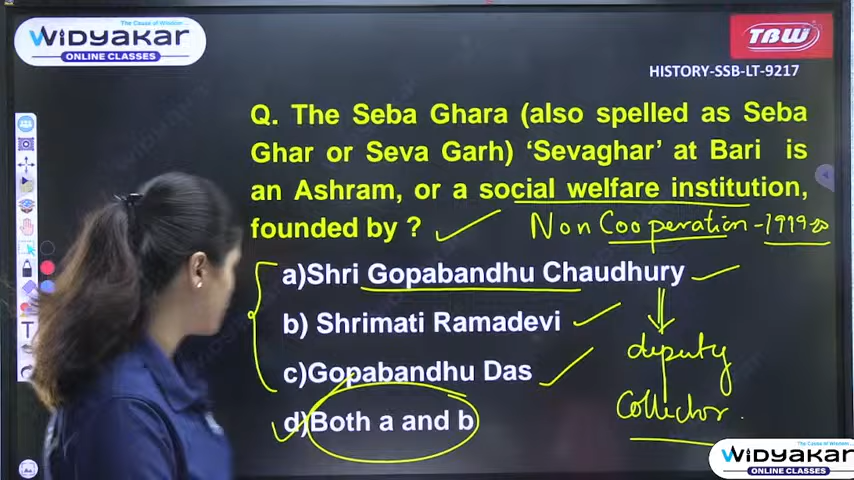 The Cause of Wisdom ...
WIDYAKAR
ONLINE CLASSES
TBW
HISTORY-SSB-LT-9217
Q. The Seba Ghara (also spelled as Seba
Ghar or Seva Garh) ‘Sevaghar’ at Bari is
an Ashram, or a social welfare institution,
founded by ?
Non Cooperation - 1919-20
a)Shri Gopabandhu Chaudhury
b) Shrimati Ramadevi
c)Gopabandhu Das
d)Both a and b
deputy
Collector.
The Cause of Wisdom ...
WIDYAKAR
ONLINE CLASSES